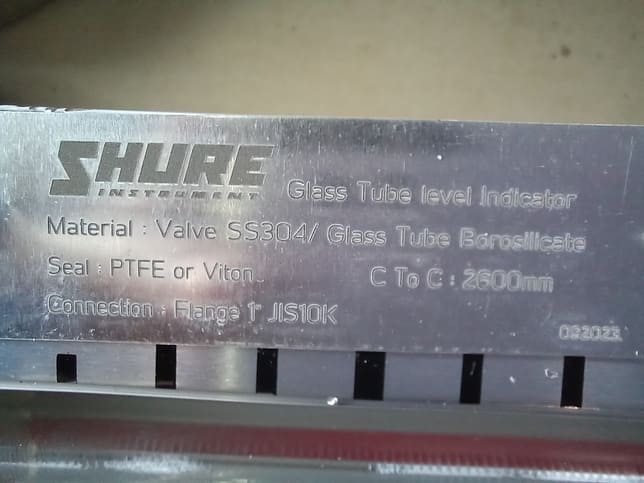 SHURE
INSTRUMENT
Glass Tube level Indicator
Material : Valve SS304/ Glass Tube Borosilicate
Seal : PTFE or Viton
C To C : 2600mm
Connection : Flange 1" JIS10K
092023